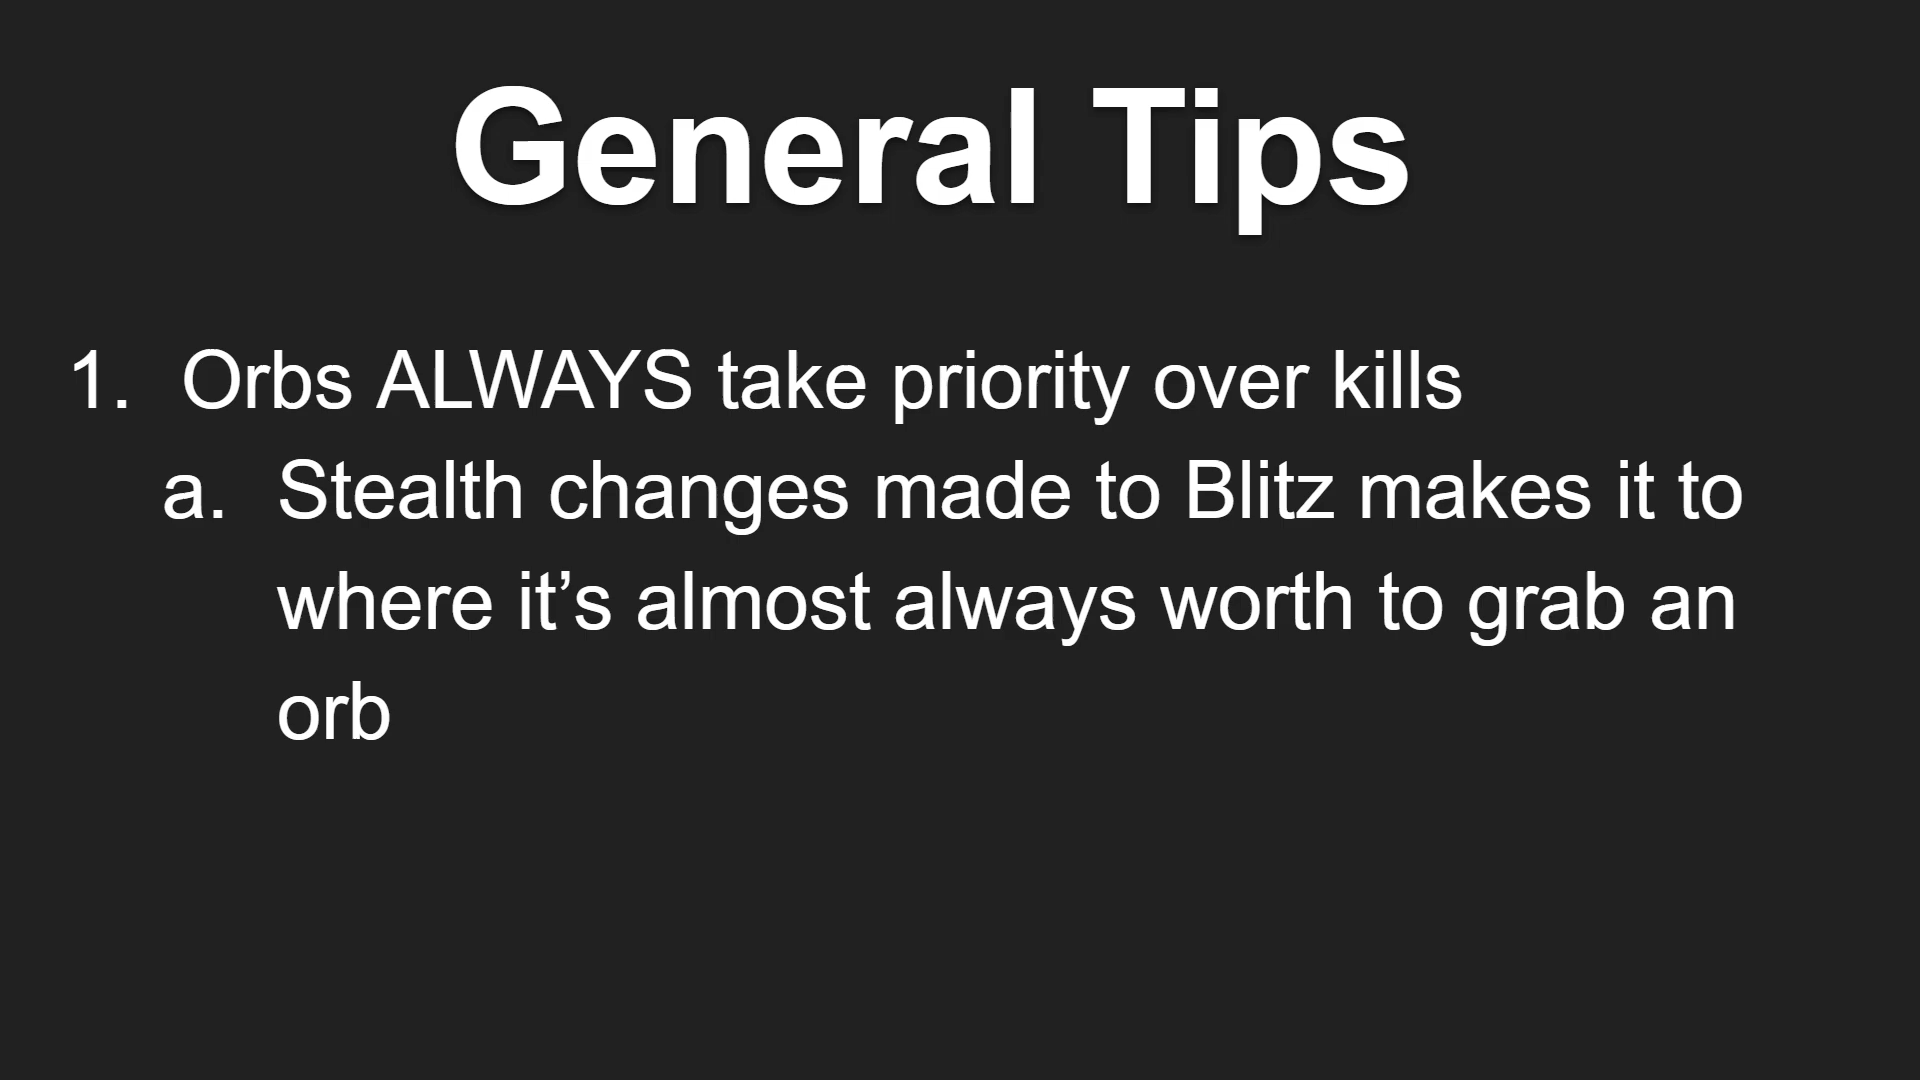 General Tips
1. Orbs ALWAYS take priority over kills
a. Stealth changes made to Blitz makes it to
where it’s almost always worth to grab an
orb